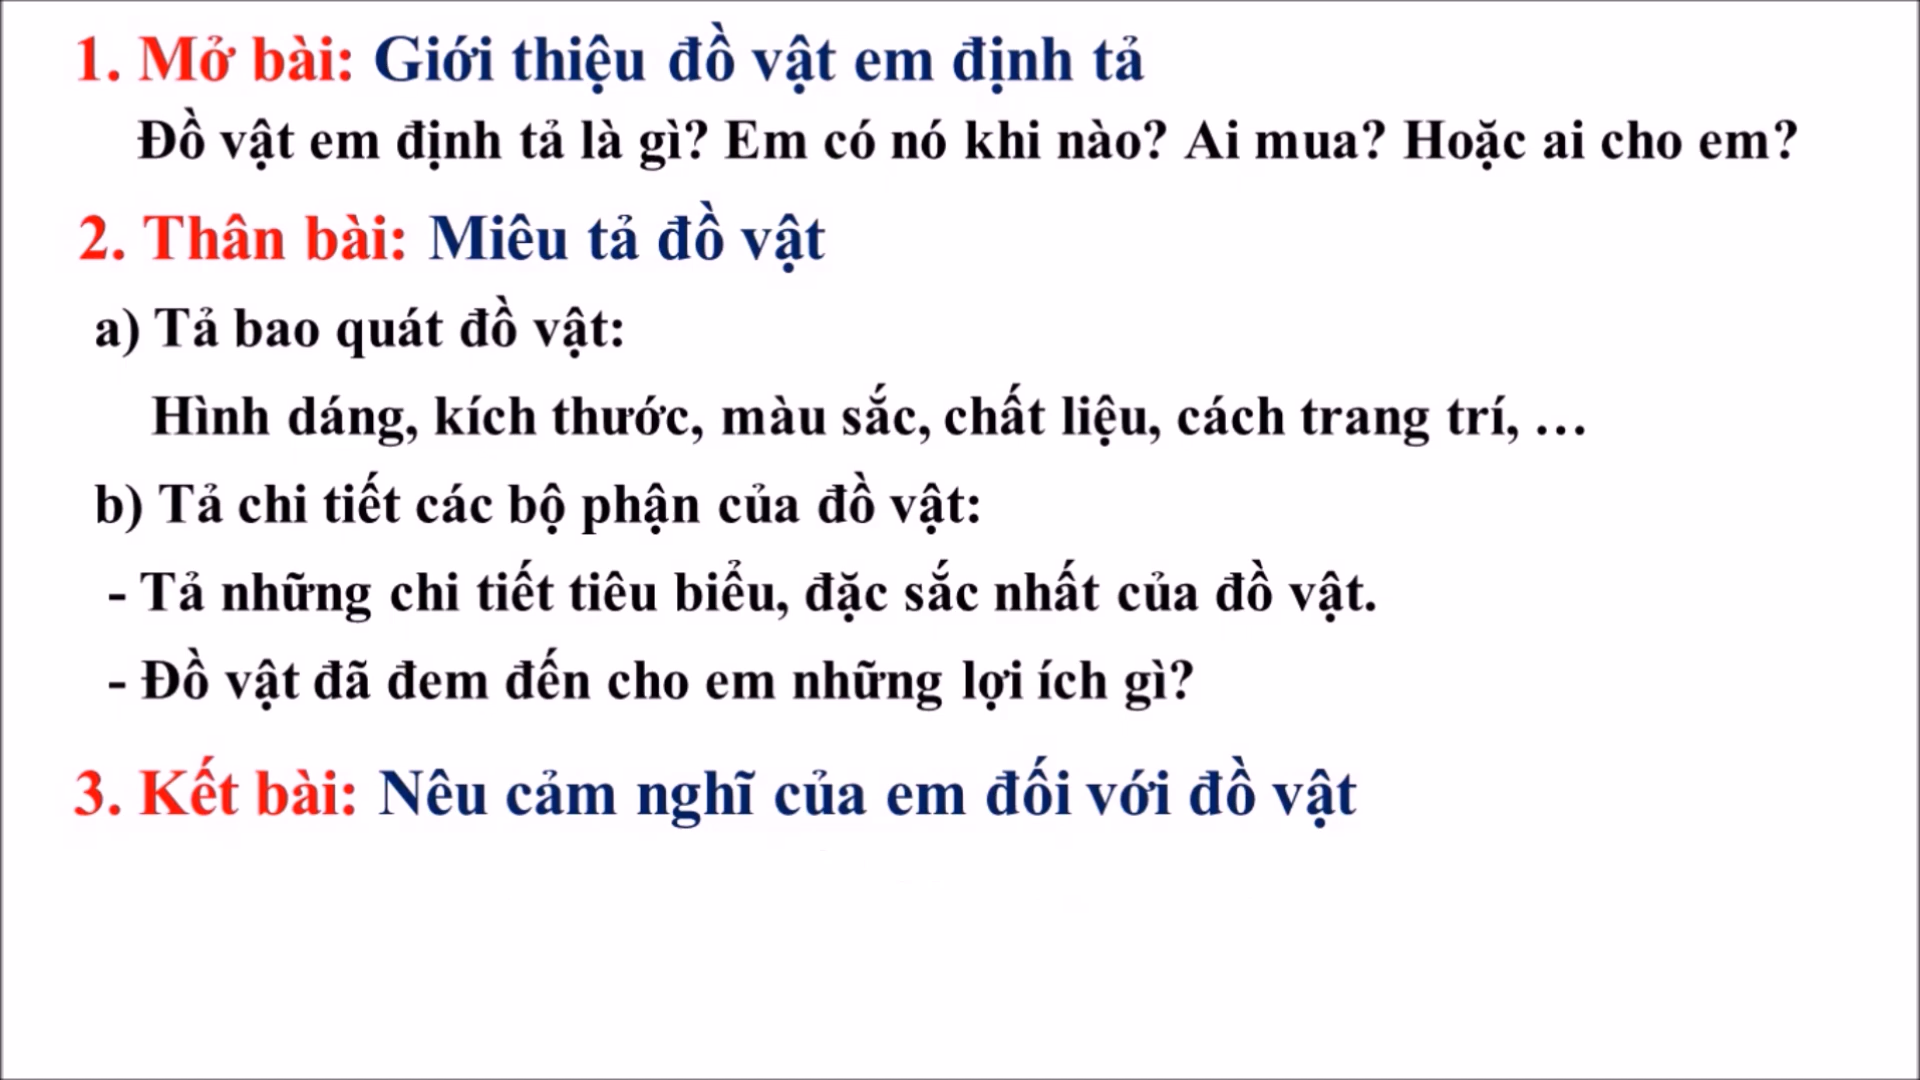 1. Mở bài: Giới thiệu đồ vật em định tả
Đồ vật em định tả là gì? Em có nó khi nào? Ai mua? Hoặc ai cho em?
2. Thân bài: Miêu tả đồ vật
a) Tả bao quát đồ vật:
Hình dáng, kích thước, màu sắc, chất liệu, cách trang trí, …
b) Tả chi tiết các bộ phận của đồ vật:
- Tả những chi tiết tiêu biểu, đặc sắc nhất của đồ vật.
- Đồ vật đã đem đến cho em những lợi ích gì?
3. Kết bài: Nêu cảm nghĩ của em đối với đồ vật